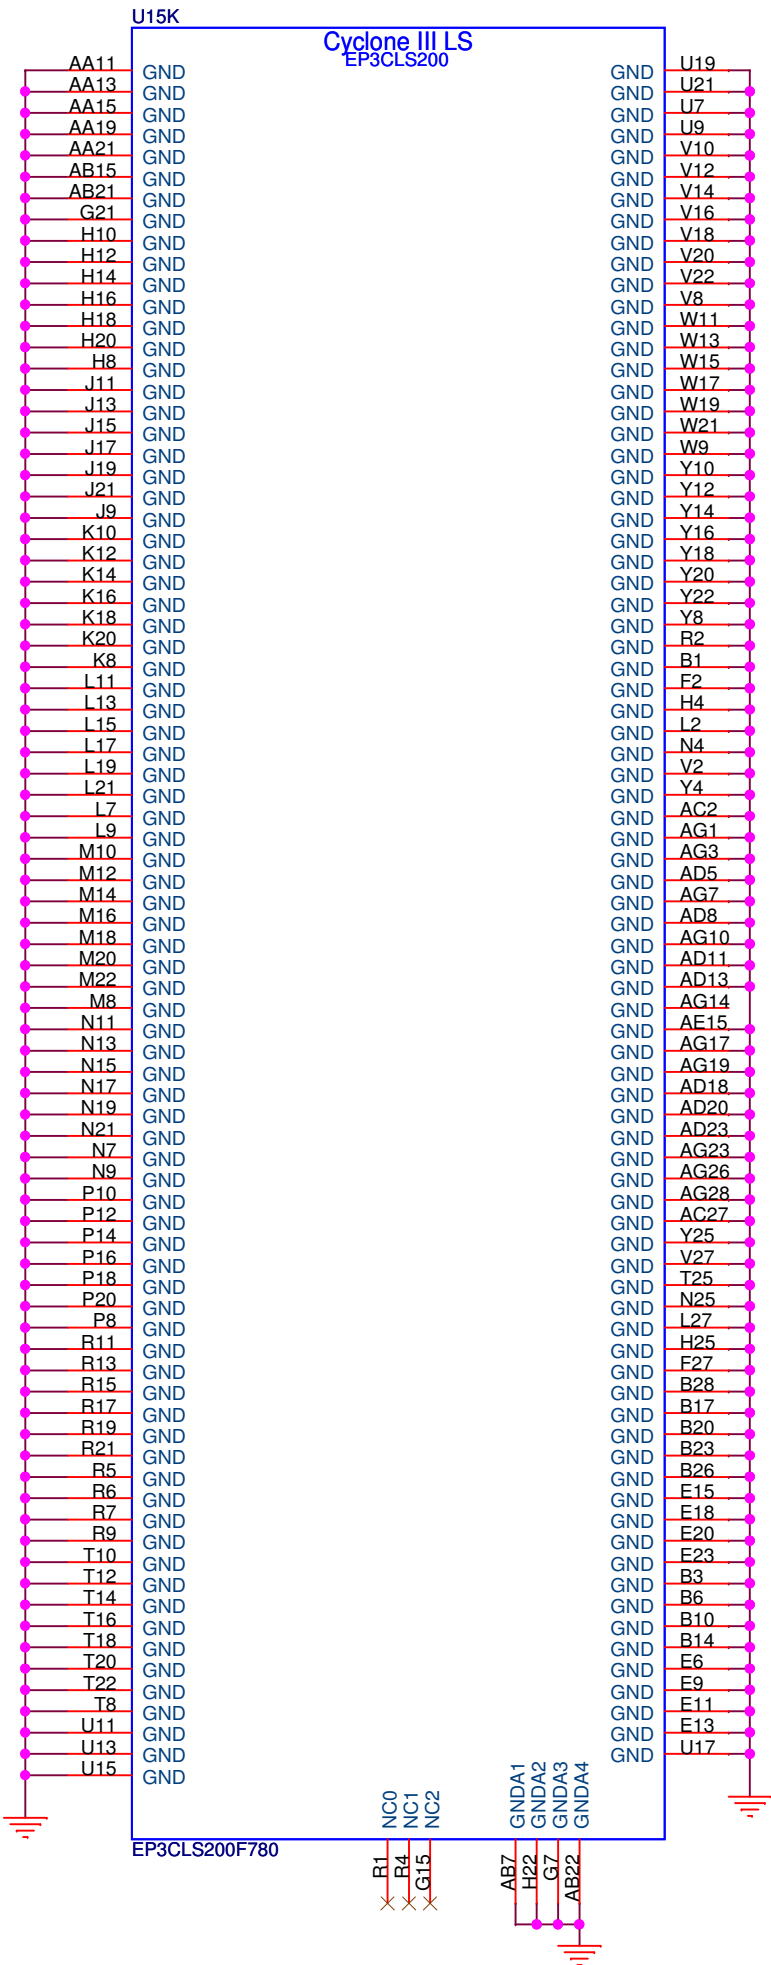 U15K
Cyclone III LS
EP3CLS200
AA11 GND GND U19
AA13 GND GND U21
AA15 GND GND U7
AA19 GND GND U9
AA21 GND GND V10
AB15 GND GND V12
AB21 GND GND V14
G21 GND GND V16
H10 GND GND V18
H12 GND GND V20
H14 GND GND V22
H16 GND GND V8
H18 GND GND W11
H20 GND GND W13
H8 GND GND W15
J11 GND GND W17
J13 GND GND W19
J15 GND GND W21
J17 GND GND W9
J19 GND GND Y10
J21 GND GND Y12
J9 GND GND Y14
K10 GND GND Y16
K12 GND GND Y18
K14 GND GND Y20
K16 GND GND Y22
K18 GND GND Y8
K20 GND GND R2
K8 GND GND B1
L11 GND GND F2
L13 GND GND H4
L15 GND GND L2
L17 GND GND N4
L19 GND GND V2
L21 GND GND Y4
L7 GND GND AC2
L9 GND GND AG1
M10 GND GND AG3
M12 GND GND AD5
M14 GND GND AG7
M16 GND GND AD8
M18 GND GND AG10
M20 GND GND AD11
M22 GND GND AD13
M8 GND GND AG14
N11 GND GND AE15
N13 GND GND AG17
N15 GND GND AG19
N17 GND GND AD18
N19 GND GND AD20
N21 GND GND AD23
N7 GND GND AG23
N9 GND GND AG26
P10 GND GND AG28
P12 GND GND AC27
P14 GND GND Y25
P16 GND GND V27
P18 GND GND T25
P20 GND GND N25
P8 GND GND L27
R11 GND GND H25
R13 GND GND F27
R15 GND GND B28
R17 GND GND B17
R19 GND GND B20
R21 GND GND B23
R5 GND GND B26
R6 GND GND E15
R7 GND GND E18
R9 GND GND E20
T10 GND GND E23
T12 GND GND B3
T14 GND GND B6
T16 GND GND B10
T18 GND GND B14
T20 GND GND E6
T22 GND GND E9
T8 GND GND E11
U11 GND GND E13
U13 GND GND U17
U15 GND
NC0 NC1 NC2 GNDA1 GNDA2 GNDA3 GNDA4
EP3CLS200F780
R1 R4 G15 AB7 H22 G7 AB22